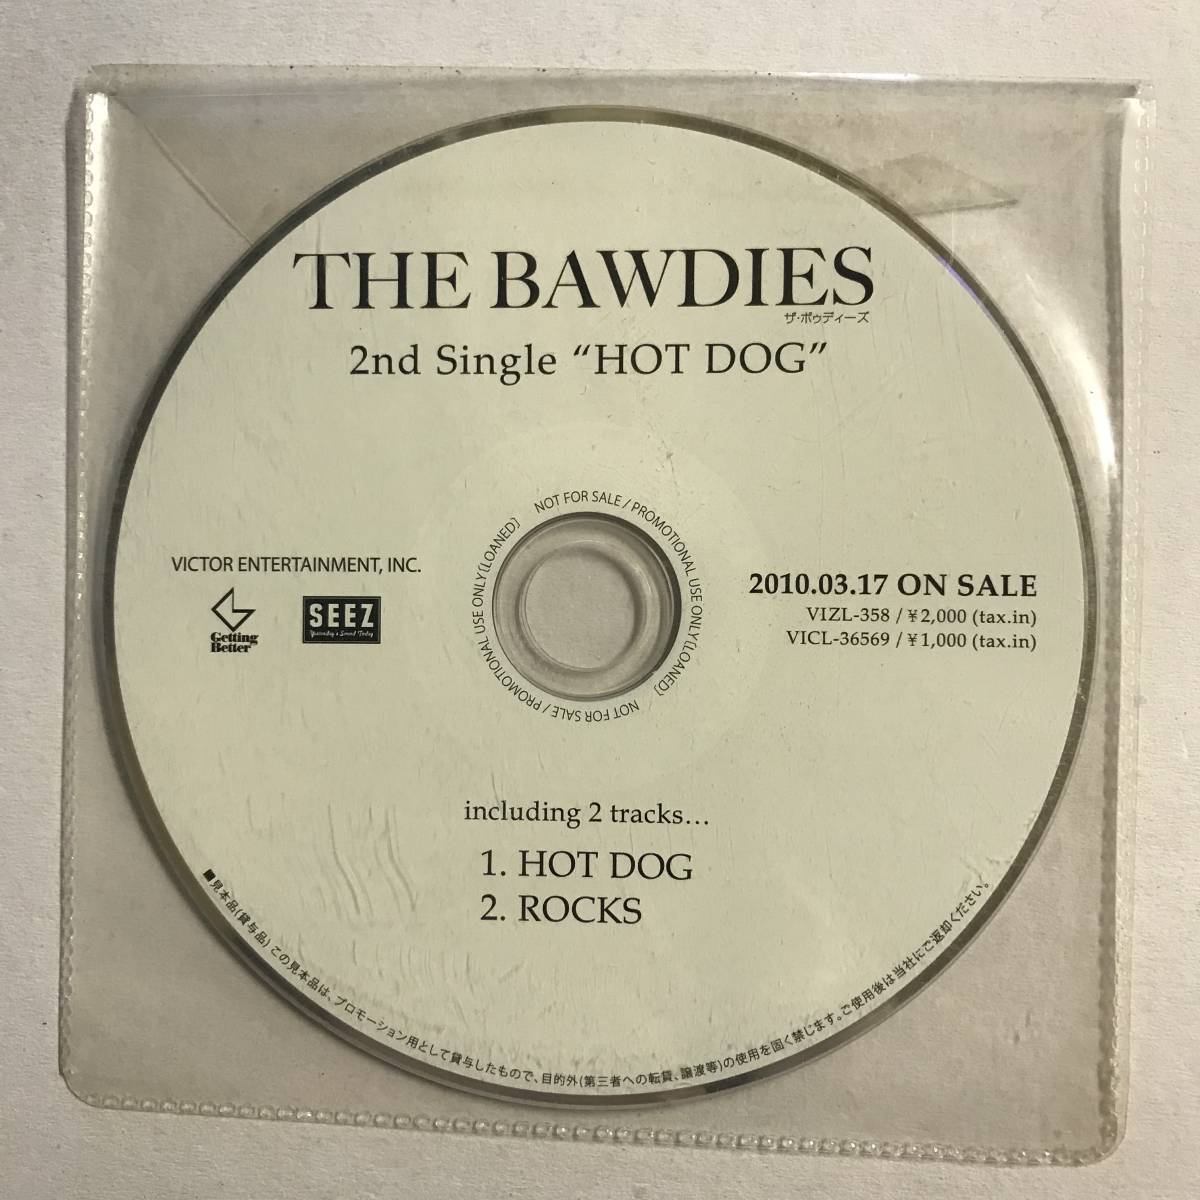 THE BAWDIES
ザ・ボゥディーズ
2nd Single "HOT DOG"
NOT FOR SALE / PROMOTIONAL USE ONLY〔LOANED〕
NOT FOR SALE / PROMOTIONAL USE ONLY〔LOANED〕
VICTOR ENTERTAINMENT, INC.
Getting
Better
SEEZ
Yesterday's Sound Today
2010.03.17 ON SALE
VIZL-358 / ¥2,000 (tax.in)
VICL-36569 / ¥1,000 (tax.in)
including 2 tracks...
1. HOT DOG
2. ROCKS
■見本品(貸与品) この見本品は、プロモーション用として貸与したもので、目的外(第三者への転貸、譲渡等)の使用を固く禁じます。ご使用後は当社にご返却ください。